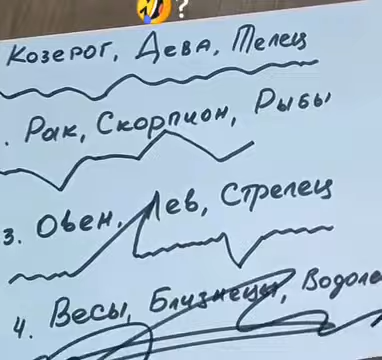 ?
Козерог, Дева, Телец
. Рак, Скорпион, Рыбы
3. Овен, Лев, Стрелец
4. Весы, Близнецы, Водоле